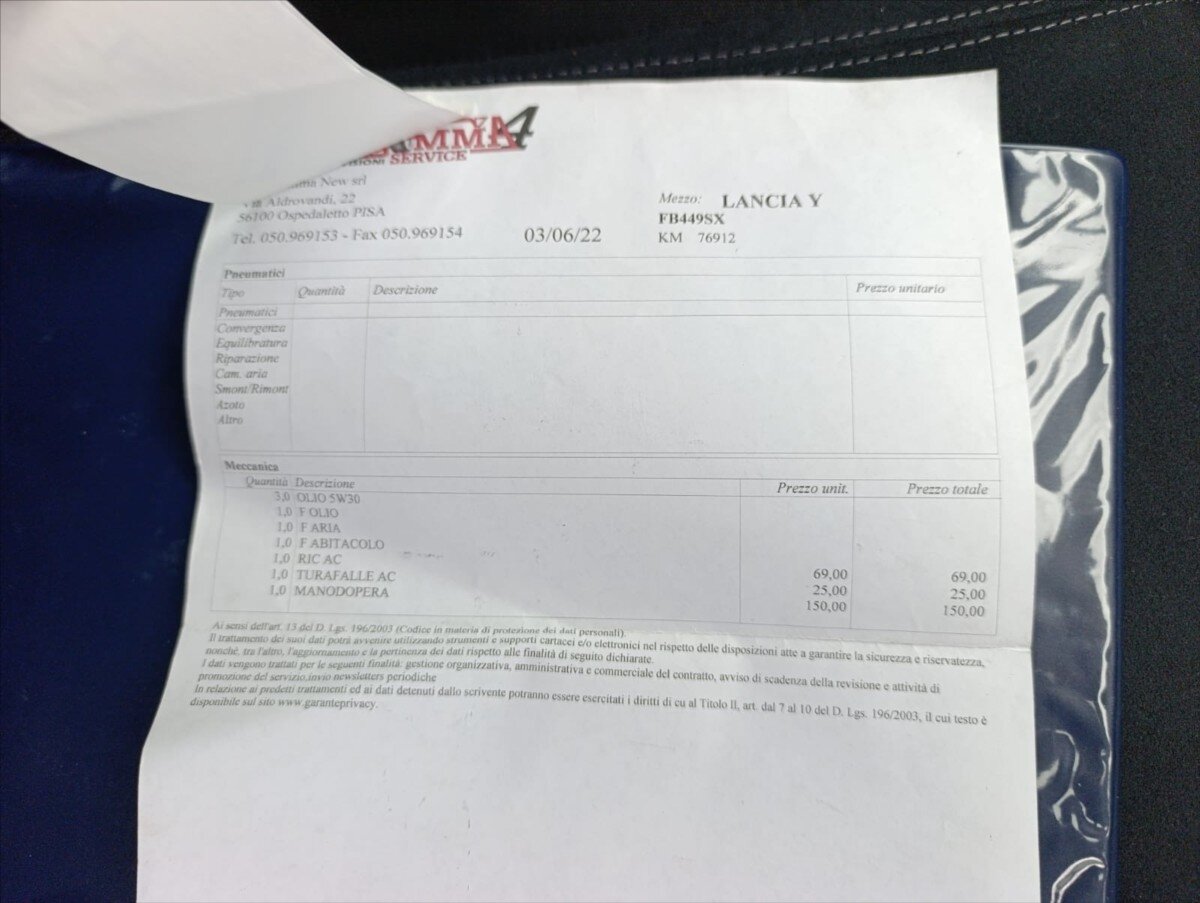 GAMMA4
SERVICE
New srl
Via Aldrovandi, 22
56100 Ospedaletto PISA
Tel. 050.969153 - Fax 050.969154
03/06/22
Mezzo: LANCIA Y
FB449SX
KM 76912
Pneumatici
Tipo Quantità Descrizione Prezzo unitario
Pneumatici
Convergenza
Equilibratura
Riparazione
Cam. aria
Smont/Rimont
Azoto
Altro
Meccanica
Quantità Descrizione Prezzo unit. Prezzo totale
3,0 OLIO 5W30
1,0 F OLIO
1,0 F ARIA
1,0 F ABITACOLO
1,0 RIC AC 69,00 69,00
1,0 TURAFALLE AC 25,00 25,00
1,0 MANODOPERA 150,00 150,00
Ai sensi dell'art. 13 del D. Lgs. 196/2003 (Codice in materia di protezione dei dati personali).
Il trattamento dei suoi dati potrà avvenire utilizzando strumenti e supporti cartacei e/o elettronici nel rispetto delle disposizioni atte a garantire la sicurezza e riservatezza,
nonché, tra l'altro, l'aggiornamento e la pertinenza dei dati rispetto alle finalità di seguito dichiarate.
I dati vengono trattati per le seguenti finalità: gestione organizzativa, amministrativa e commerciale del contratto, avviso di scadenza della revisione e attività di
promozione del servizio,invio newsletters periodiche
In relazione ai predetti trattamenti ed ai dati detenuti dallo scrivente potranno essere esercitati i diritti di cu al Titolo II, art. dal 7 al 10 del D. Lgs. 196/2003, il cui testo è
disponibile sul sito www.garanteprivacy.